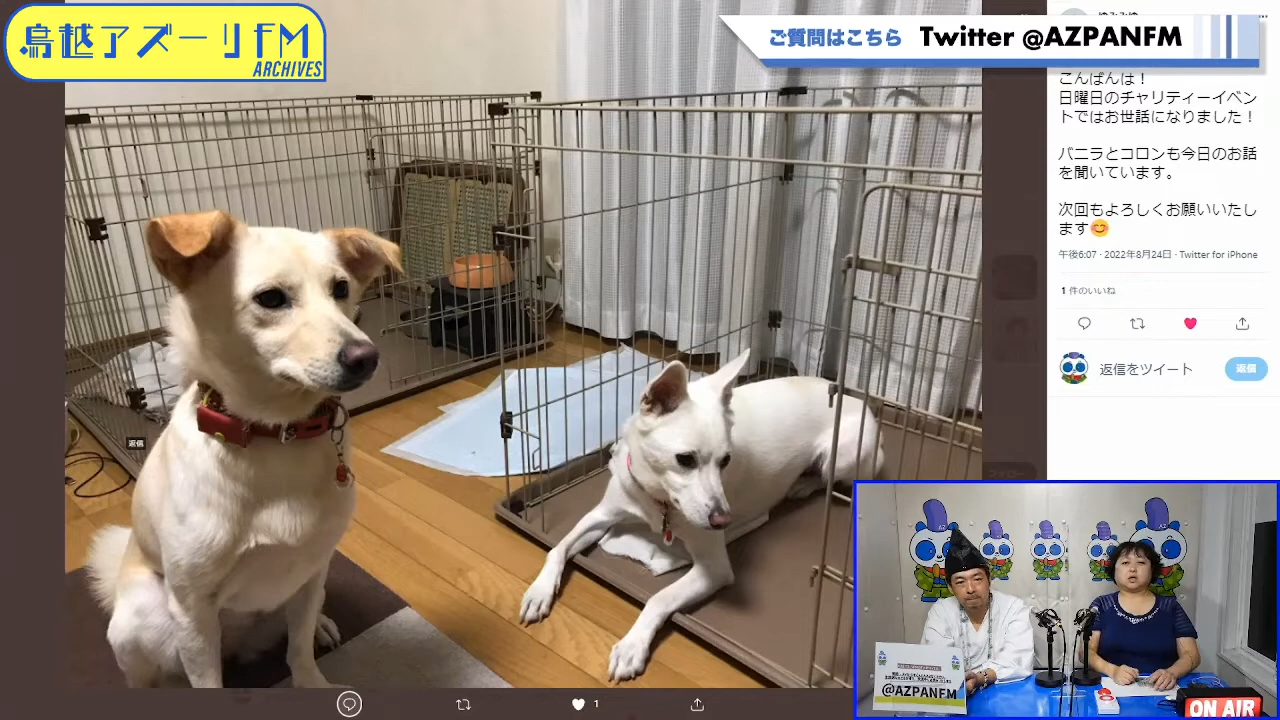 鳥越アズーリFM
ARCHIVES
ご質問はこちら Twitter @AZPANFM
こんばんは！
日曜日のチャリティーイベン
トではお世話になりました！
バニラとコロンも今日のお話
を聞いています。
次回もよろしくお願いいたし
ます😊
午後6:07 · 2022年8月24日 · Twitter for iPhone
1 件のいいね
返信をツイート
返信
返信
1
@AZPANFM
ON AIR